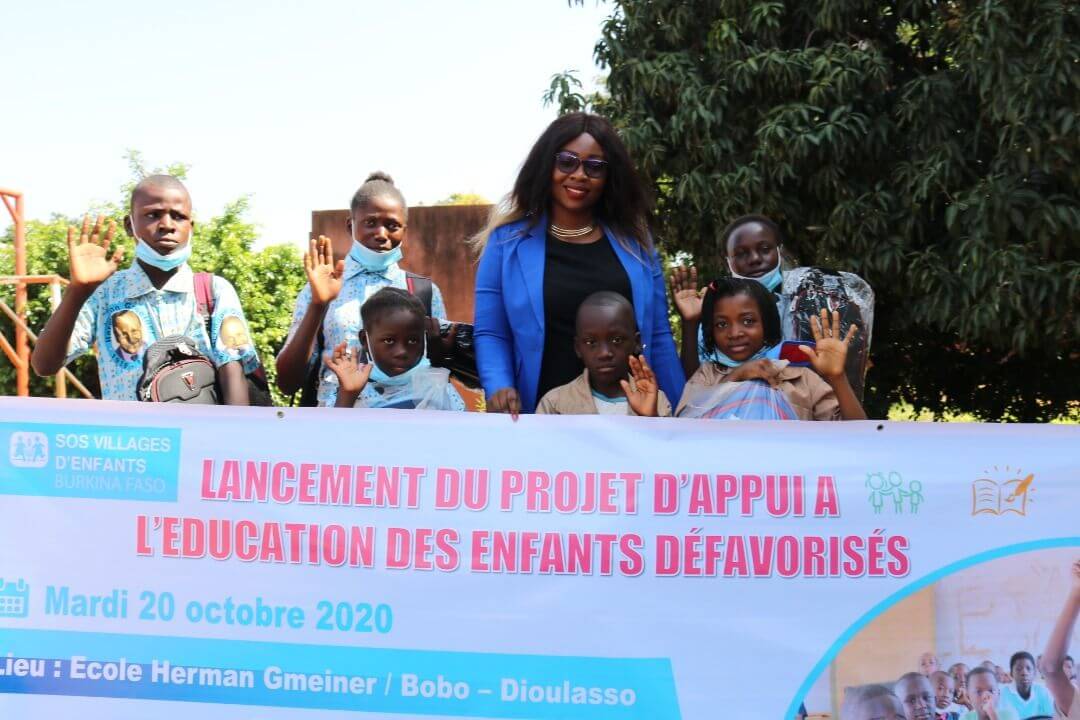 SOS VILLAGES
D'ENFANTS
BURKINA FASO
LANCEMENT DU PROJET D'APPUI A
L'EDUCATION DES ENFANTS DÉFAVORISÉS
Mardi 20 octobre 2020
Lieu : Ecole Herman Gmeiner / Bobo – Dioulasso